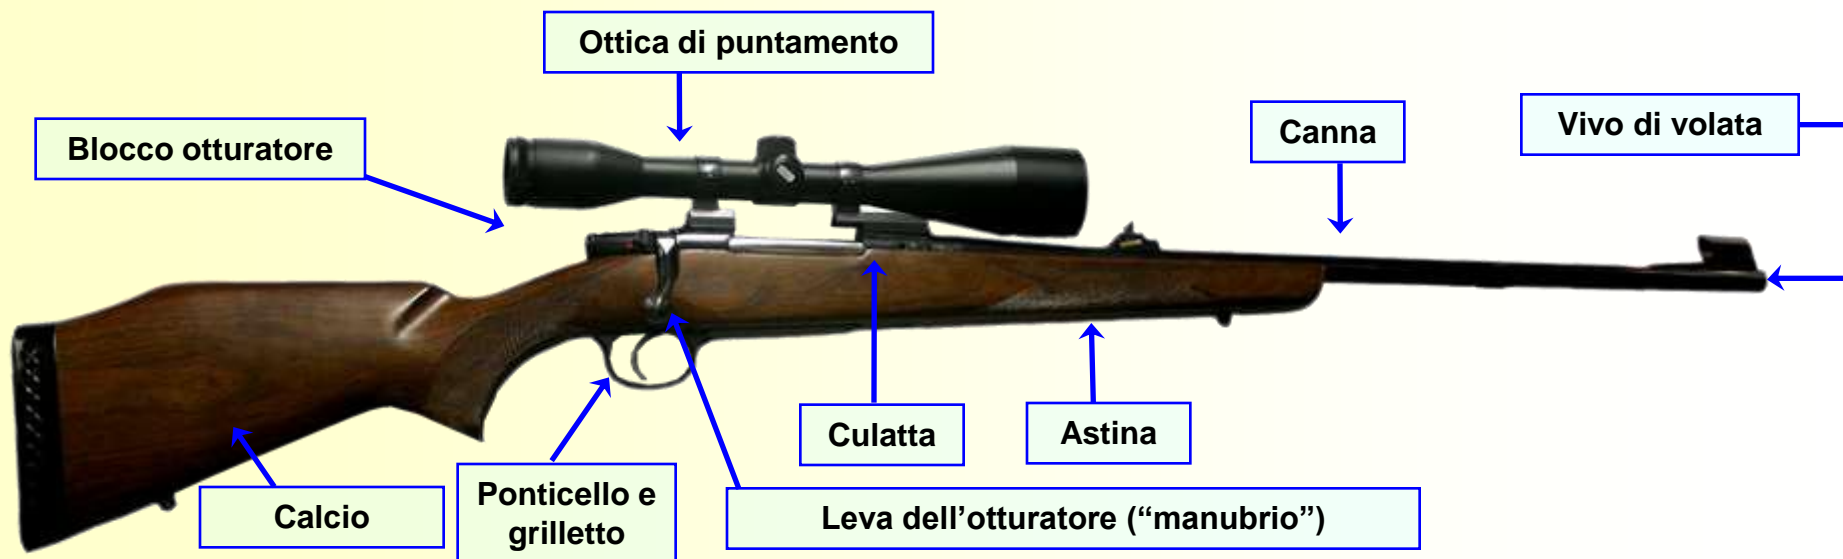 Ottica di puntamento
Blocco otturatore
Canna
Vivo di volata
Culatta
Astina
Calcio
Ponticello e
grilletto
Leva dell’otturatore (“manubrio”)